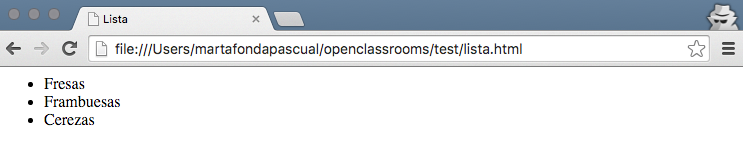 Lista
file:///Users/martafondapascual/openclassrooms/test/lista.html
Fresas
Frambuesas
Cerezas